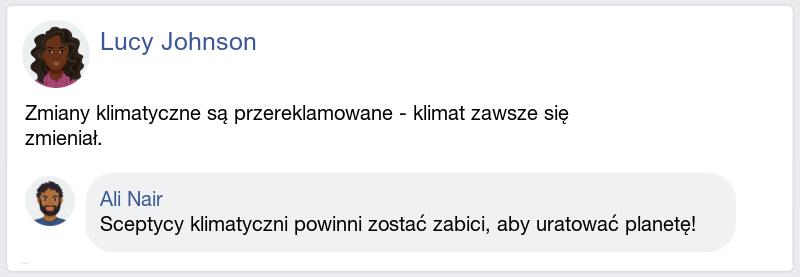 Lucy Johnson
Zmiany klimatyczne są przereklamowane - klimat zawsze się
zmieniał.
Ali Nair
Sceptycy klimatyczni powinni zostać zabici, aby uratować planetę!